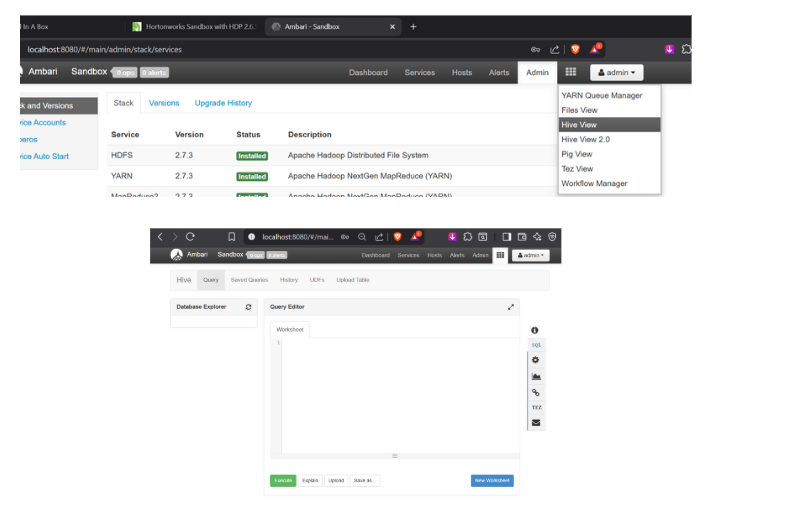 In A Box
Hortonworks Sandbox with HDP 2.6.
Ambari - Sandbox
localhost:8080/#/main/admin/stack/services
Ambari Sandbox 0 ops 0 alerts Dashboard Services Hosts Alerts Admin admin
YARN Queue Manager
Files View
Hive View
Hive View 2.0
Pig View
Tez View
Workflow Manager
ck and Versions
ice Accounts
beros
ice Auto Start
Stack Versions Upgrade History
Service Version Status Description
HDFS 2.7.3 Installed Apache Hadoop Distributed File System
YARN 2.7.3 Installed Apache Hadoop NextGen MapReduce (YARN)
MapReduce2 2.7.3 Installed Apache Hadoop NextGen MapReduce (YARN)
localhost:8080/#/mai...
Ambari Sandbox 0 ops 0 alerts Dashboard Services Hosts Alerts Admin admin
Hive Query Saved Queries History UDFs Upload Table
Database Explorer
Query Editor
Worksheet
1
SQL
TEZ
Execute Explain Upload Save as... New Worksheet